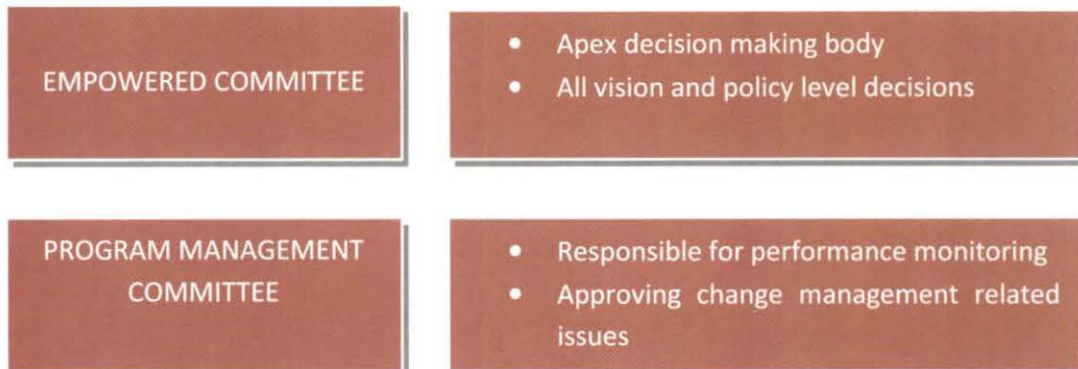 EMPOWERED COMMITTEE
• Apex decision making body
• All vision and policy level decisions
PROGRAM MANAGEMENT
COMMITTEE
• Responsible for performance monitoring
• Approving change management related
issues